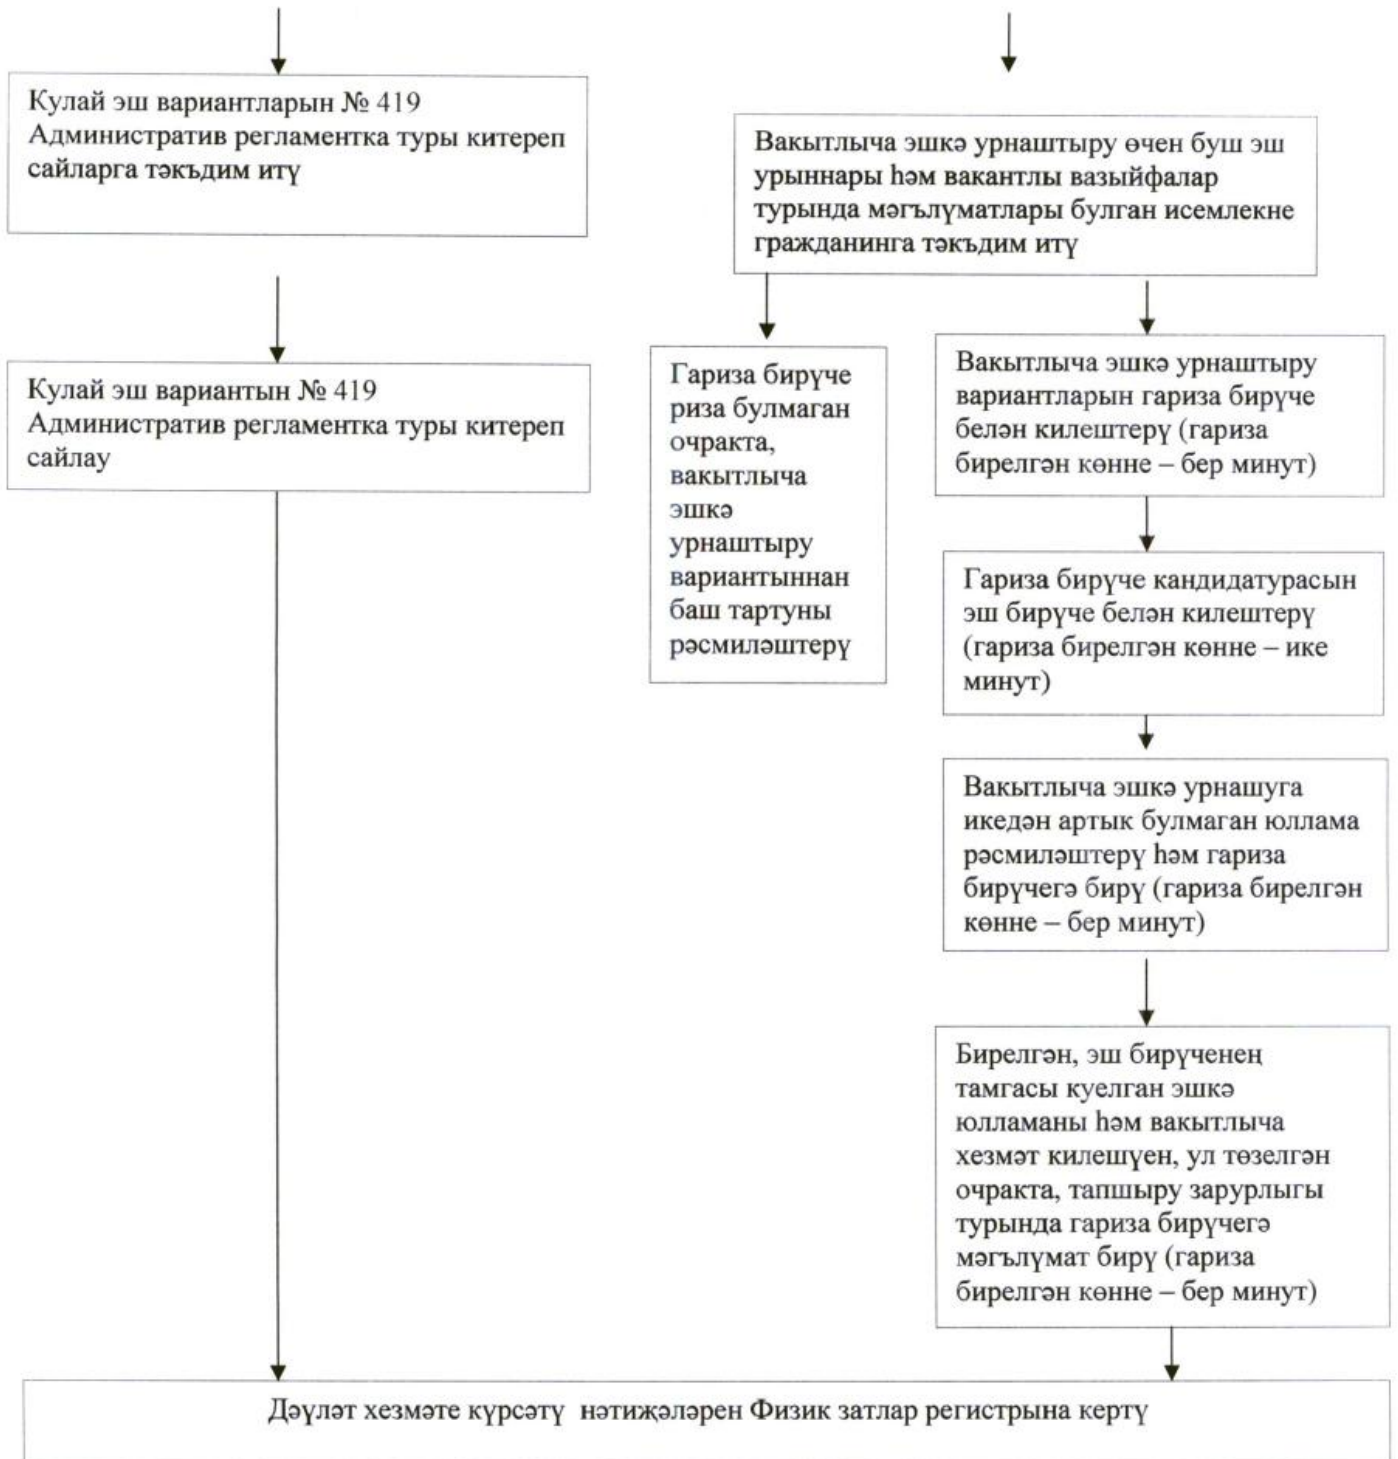 Кулай эш вариантларын № 419
Административ регламентка туры китереп
сайларга тәкъдим итү
Вакытлыча эшкә урнаштыру өчен буш эш
урыннары һәм вакантлы вазыйфалар
турында мәгълүматлары булган исемлекне
гражданинга тәкъдим итү
Кулай эш вариантын № 419
Административ регламентка туры китереп
сайлау
Гариза бирүче
риза булмаган
очракта,
вакытлыча
эшкә
урнаштыру
вариантыннан
баш тартуны
рәсмиләштерү
Вакытлыча эшкә урнаштыру
вариантларын гариза бирүче
белән килештерү (гариза
бирелгән көнне – бер минут)
Гариза бирүче кандидатурасын
эш бирүче белән килештерү
(гариза бирелгән көнне – ике
минут)
Вакытлыча эшкә урнашуга
икедән артык булмаган юллама
рәсмиләштерү һәм гариза
бирүчегә бирү (гариза бирелгән
көнне – бер минут)
Бирелгән, эш бирүченең
тамгасы куелган эшкә
юлламаны һәм вакытлыча
хезмәт килешүен, ул төзелгән
очракта, тапшыру зарурлыгы
турында гариза бирүчегә
мәгълүмат бирү (гариза
бирелгән көнне – бер минут)
Дәүләт хезмәте күрсәтү нәтиҗәләрен Физик затлар регистрына кертү